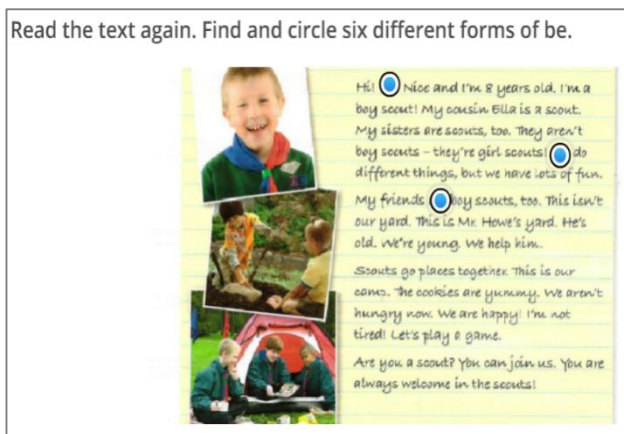 Read the text again. Find and circle six different forms of be.
Hi! Nice and I'm 8 years old. I'm a
boy scout! My cousin Ella is a scout.
My sisters are scouts, too. They aren't
boy scouts – they're girl scouts! do
different things, but we have lots of fun.
My friends boy scouts, too. This isn't
our yard. This is Mr. Howe's yard. He's
old. We're young. We help him.
Scouts go places together. This is our
camp. The cookies are yummy. We aren't
hungry now. We are happy! I'm not
tired! Let's play a game.
Are you a scout? You can join us. You are
always welcome in the scouts!